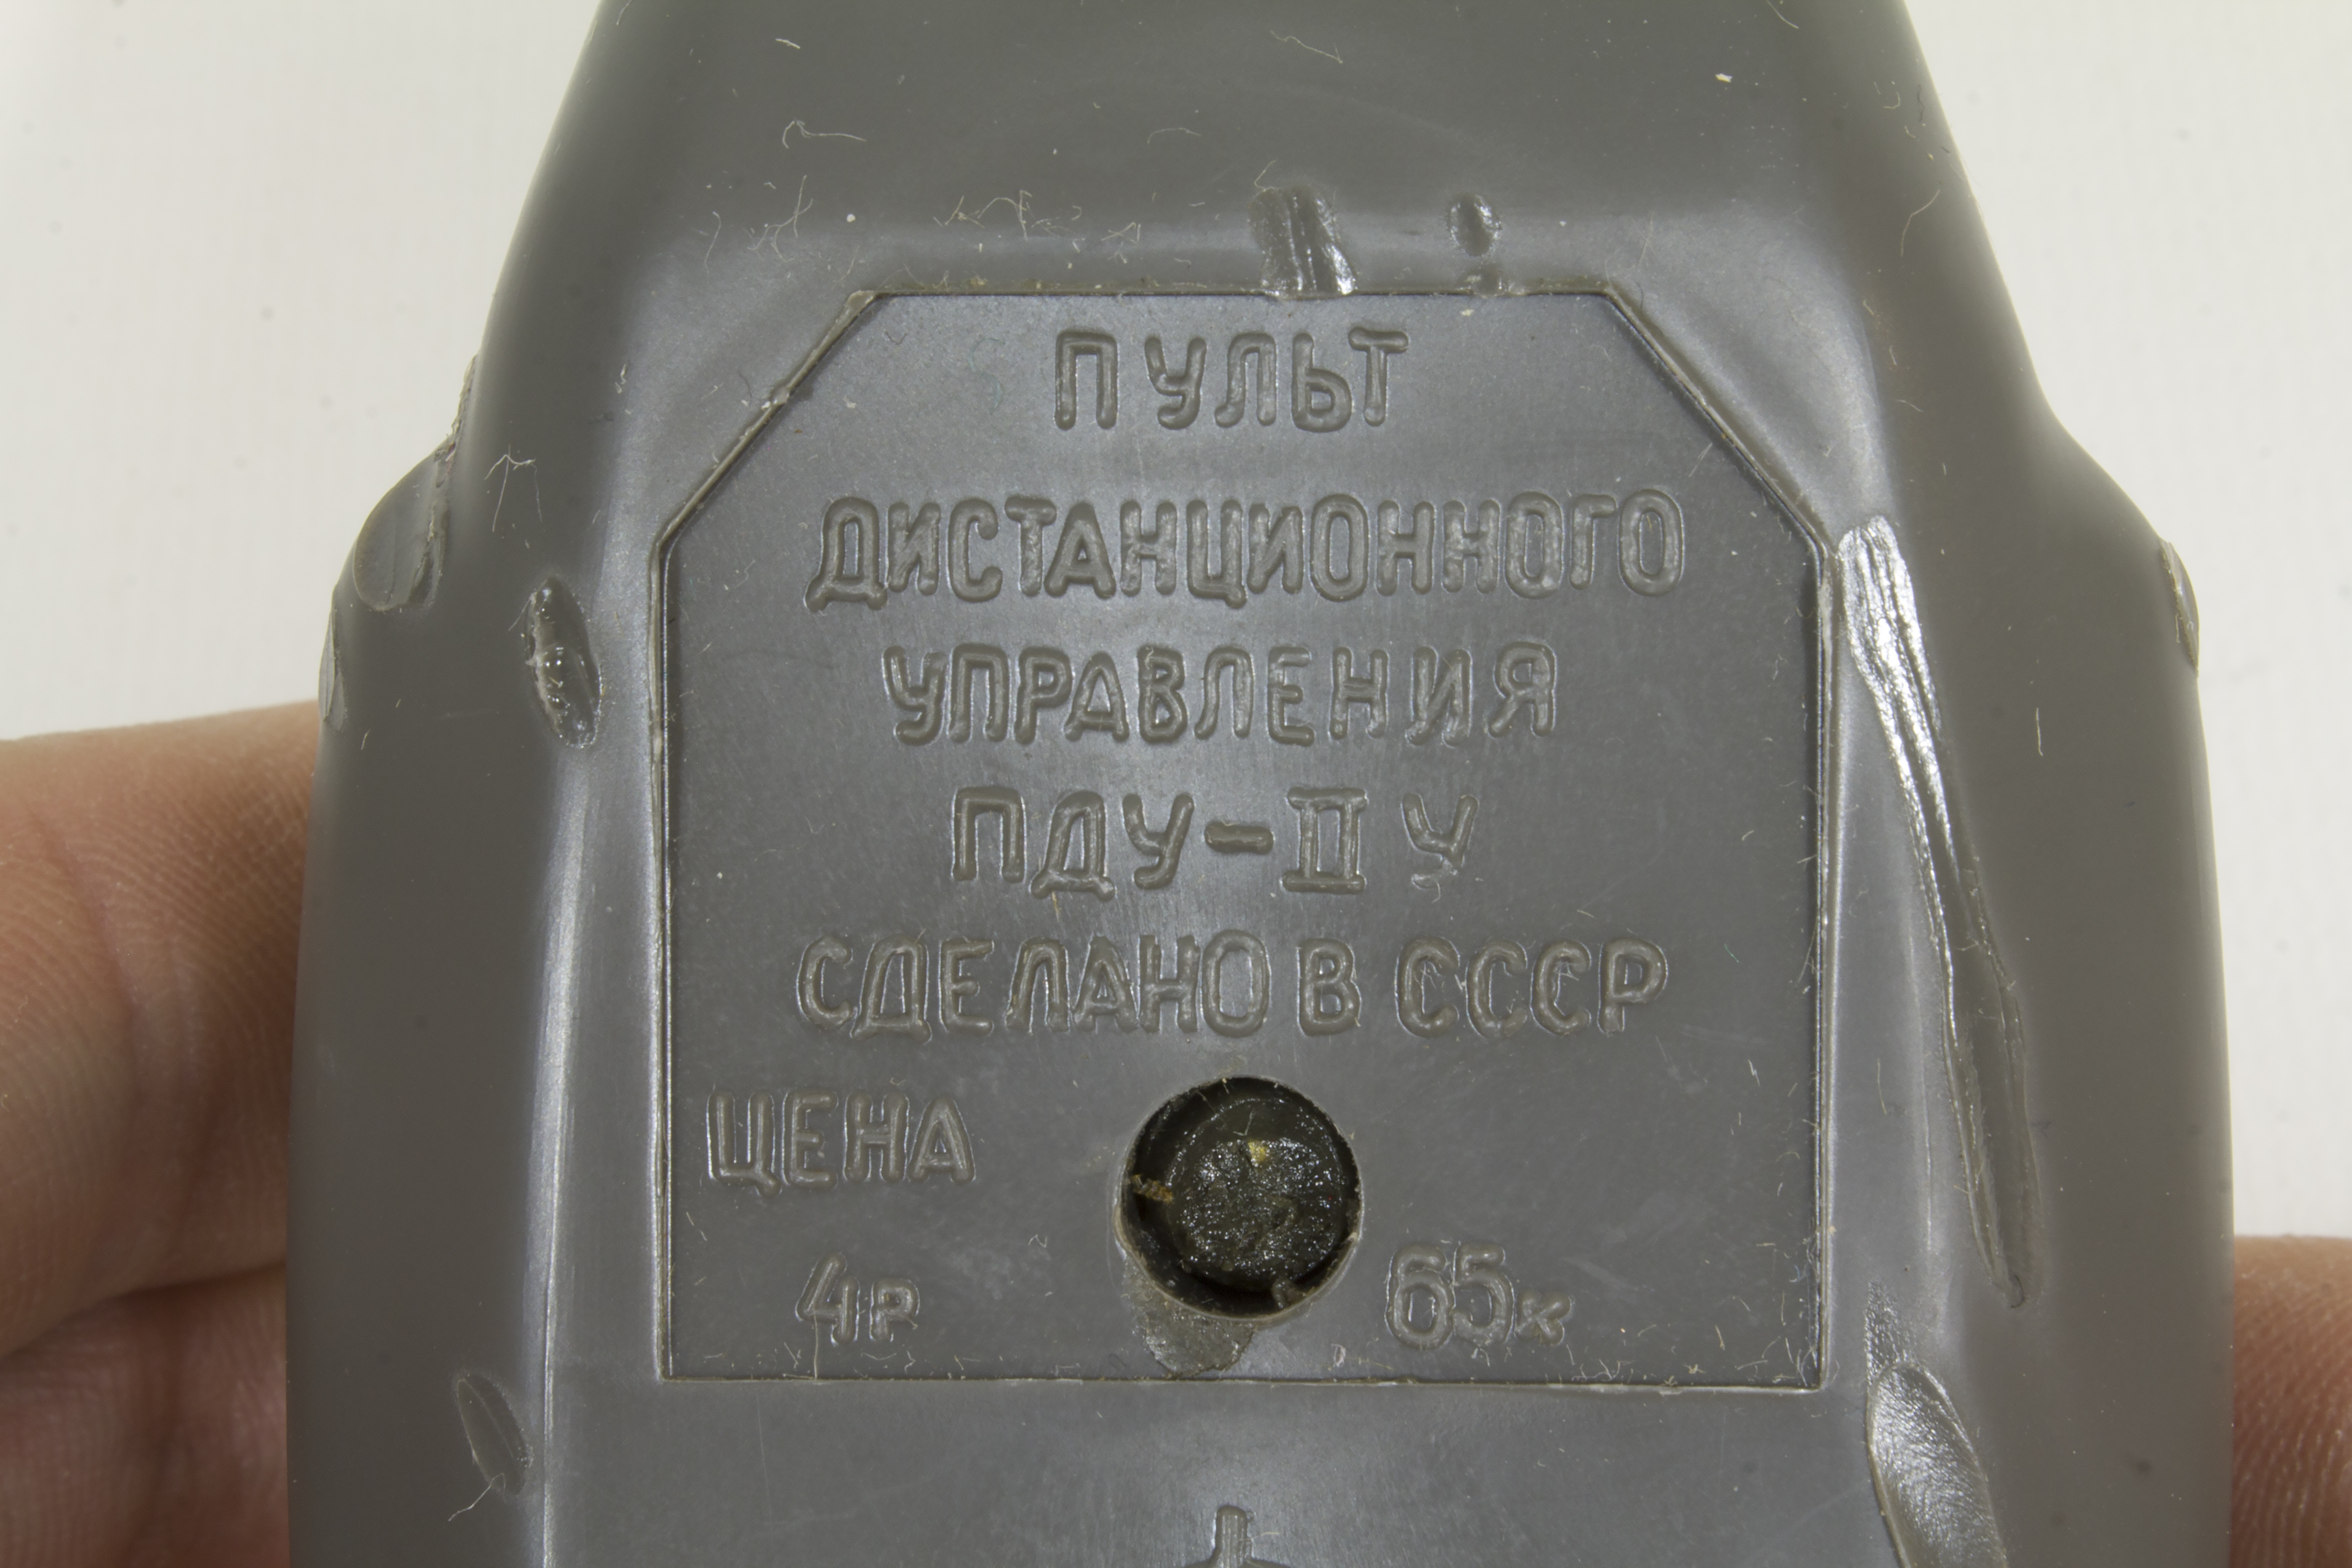 ПУЛЬТ
ДИСТАНЦИОННОГО
УПРАВЛЕНИЯ
ПДУ-II У
СДЕЛАНО В СССР
ЦЕНА
4р 65к